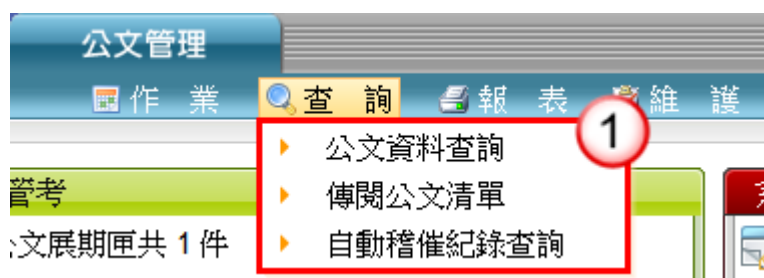 公文管理
作 業 查 詢 報 表 維 護
1
公文資料查詢
管考
傳閱公文清單
文展期匣共 1 件
自動稽催紀錄查詢